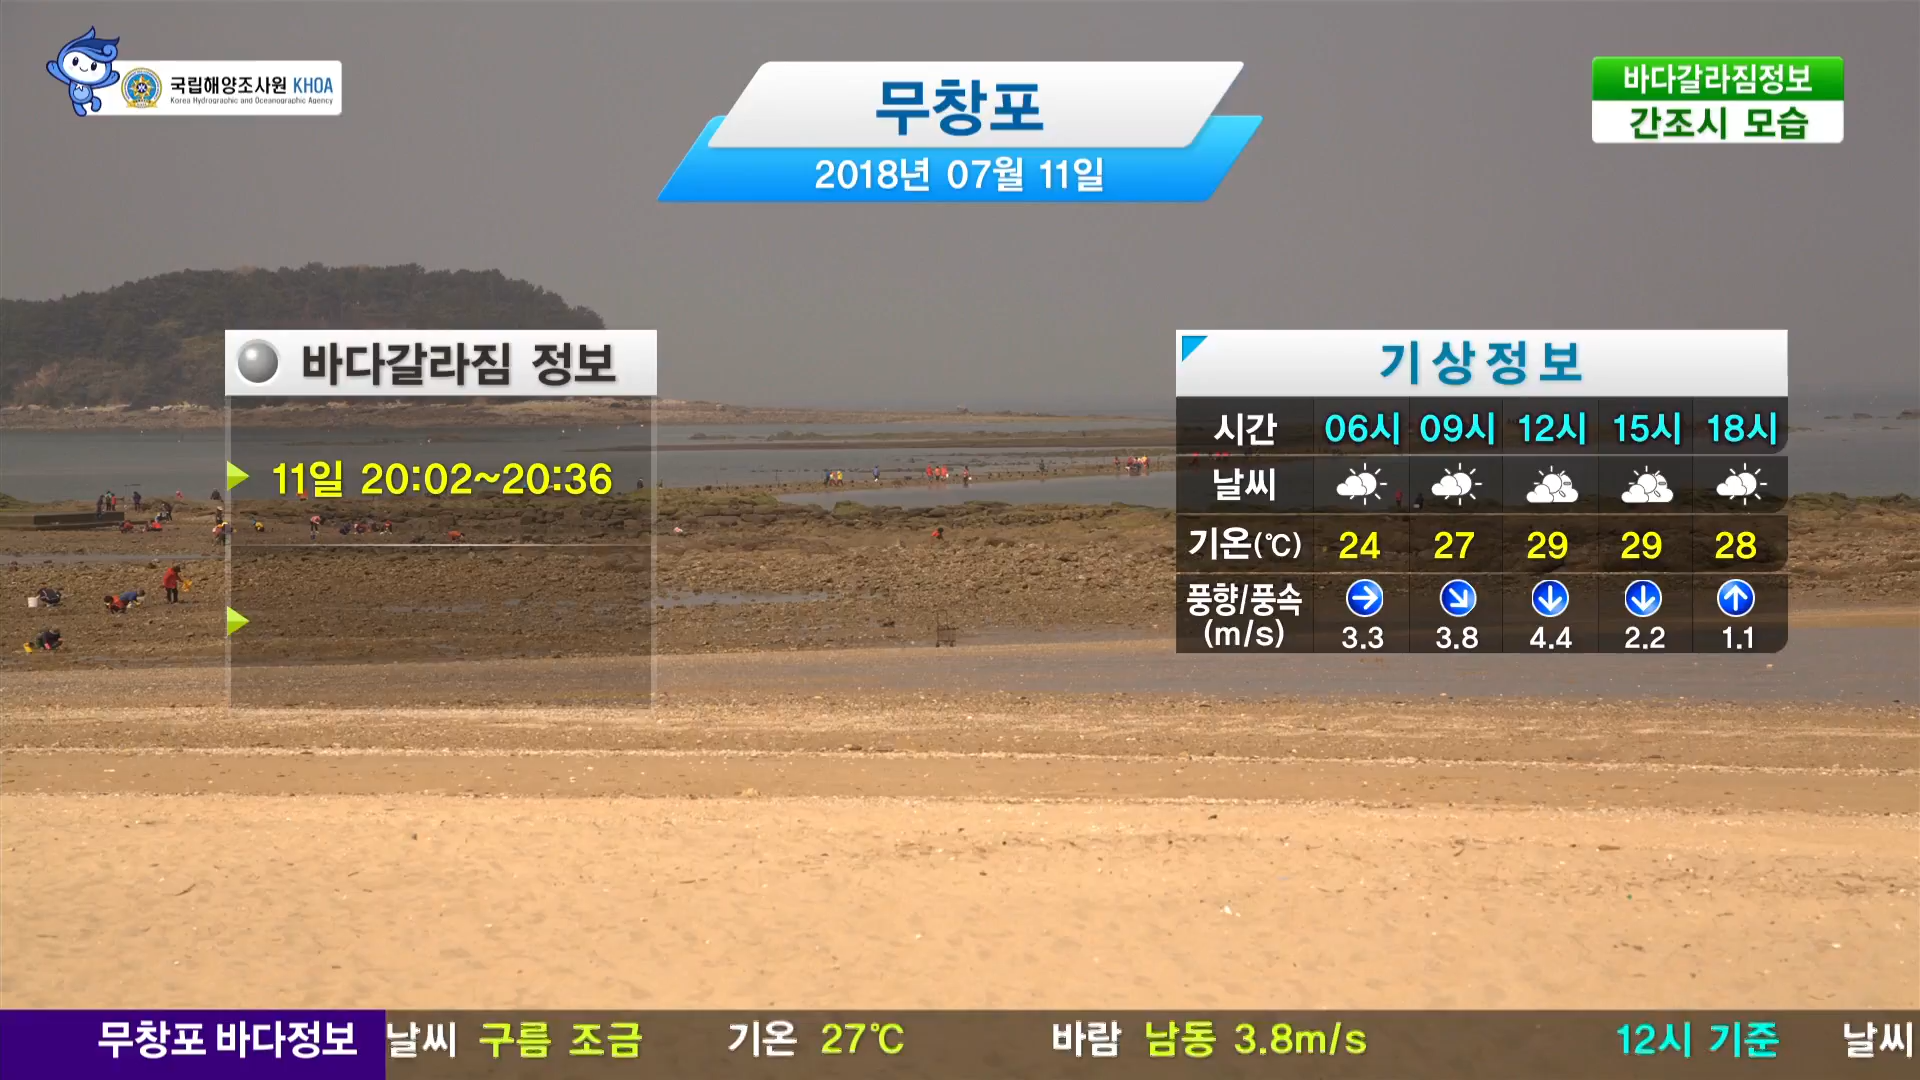 국립해양조사원 KHOA
Korea Hydrographic and Oceanographic Agency
무창포
2018년 07월 11일
바다갈라짐정보
간조시 모습
바다갈라짐 정보
11일 20:02~20:36
기상정보
시간 06시 09시 12시 15시 18시
날씨
기온(℃) 24 27 29 29 28
풍향/풍속
(m/s) 3.3 3.8 4.4 2.2 1.1
무창포 바다정보 날씨 구름 조금 기온 27℃ 바람 남동 3.8m/s 12시 기준 날씨